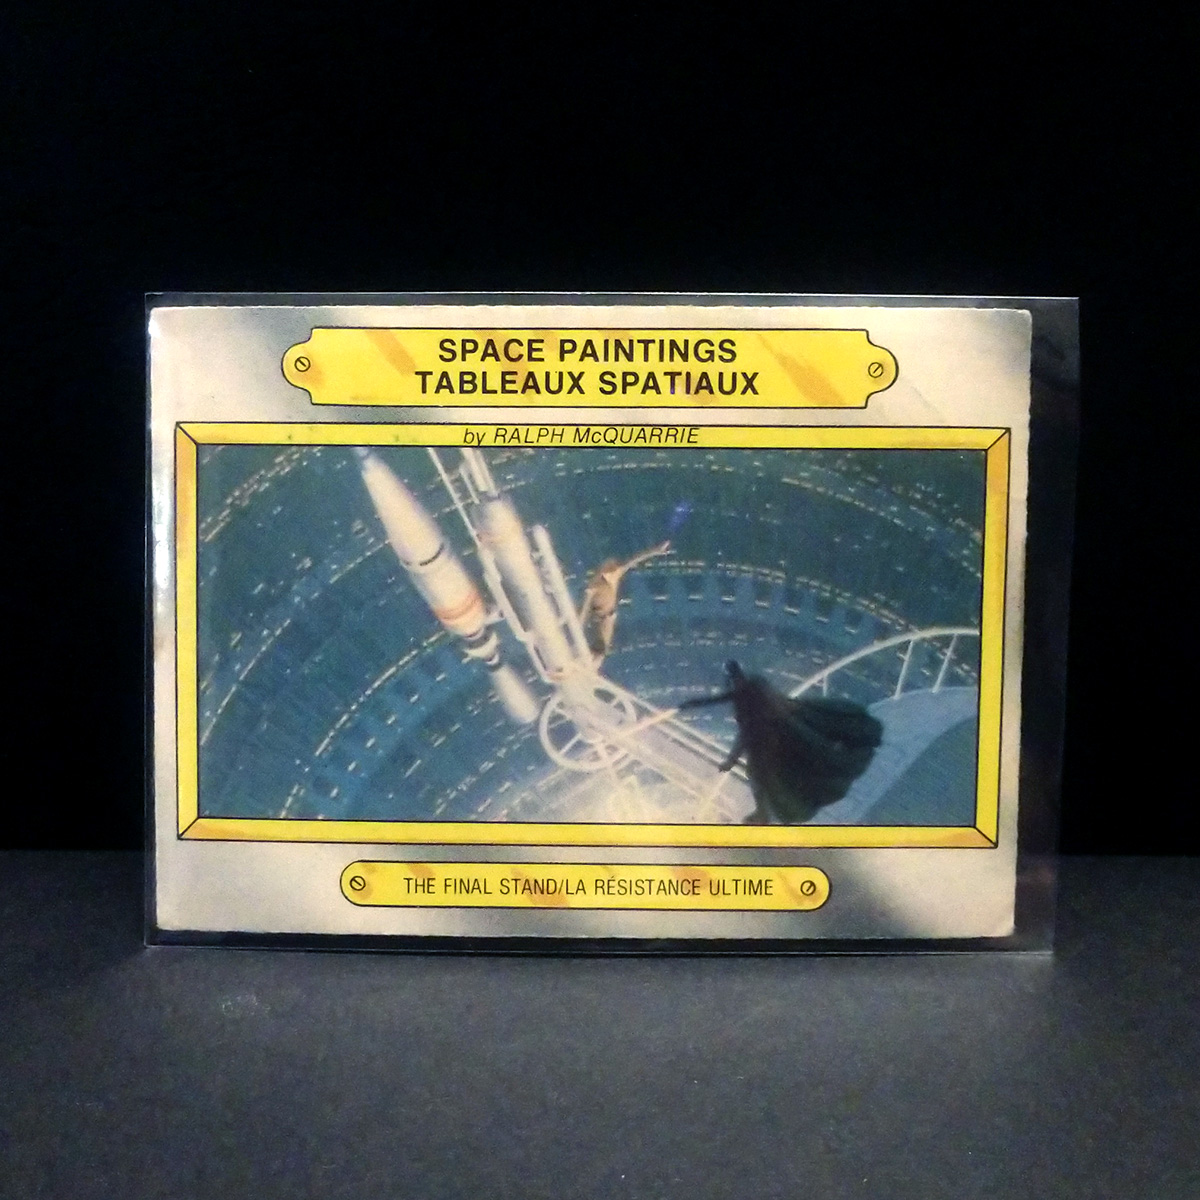 SPACE PAINTINGS
TABLEAUX SPATIAUX
by RALPH McQUARRIE
THE FINAL STAND/LA RÉSISTANCE ULTIME